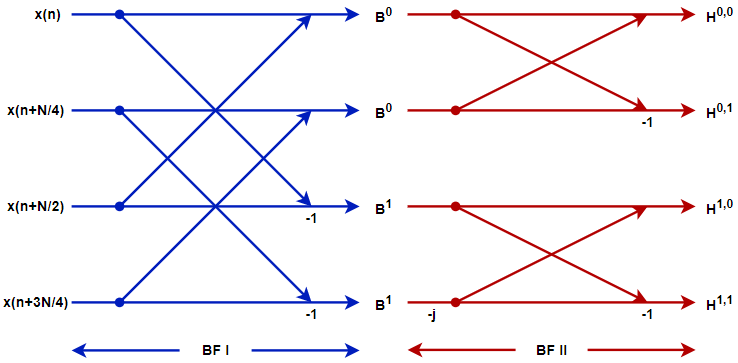 x(n) B⁰ H⁰,⁰
x(n+N/4) B⁰ -1 H⁰,¹
x(n+N/2) -1 B¹ H¹,⁰
x(n+3N/4) -1 B¹ -j -1 H¹,¹
BF I BF II